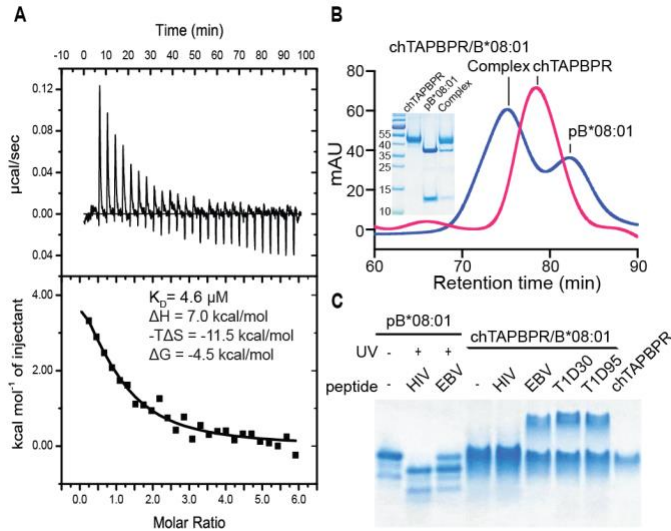 A
Time (min)
-10 0 10 20 30 40 50 60 70 80 90 100
0.12
0.08
0.04
0.00
0.04
µcal/sec
4.00
2.00
0.00
kcal mol⁻¹ of injectant
K_D= 4.6 µM
ΔH = 7.0 kcal/mol
-TΔS = -11.5 kcal/mol
ΔG = -4.5 kcal/mol
0.0 1.0 2.0 3.0 4.0 5.0 6.0
Molar Ratio
B
chTAPBPR/B*08:01
Complex
chTAPBPR
pB*08:01
80
60
40
20
0
mAU
chTAPBPR
pB*08:01
Complex
55
40
35
25
15
10
60 70 80 90
Retention time (min)
C
pB*08:01
chTAPBPR/B*08:01
UV - + +
peptide - HIV EBV - HIV EBV T1D30 T1D95 chTAPBPR